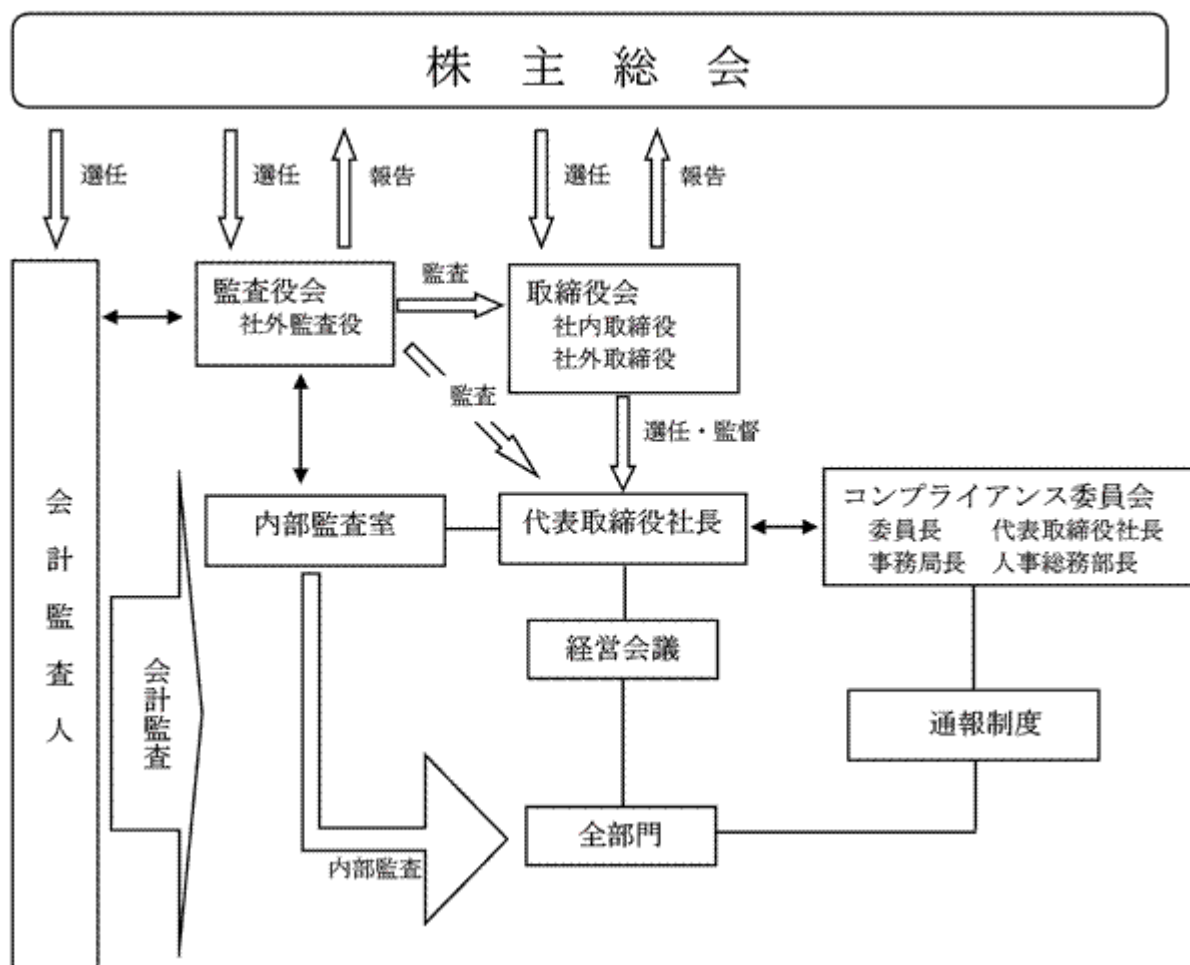 株主総会
選任
選任
報告
選任
報告
監査役会
社外監査役
監査
取締役会
社内取締役
社外取締役
監査
選任・監督
会計監査人
内部監査室
代表取締役社長
コンプライアンス委員会
委員長 代表取締役社長
事務局長 人事総務部長
経営会議
会計監査
通報制度
全部門
内部監査